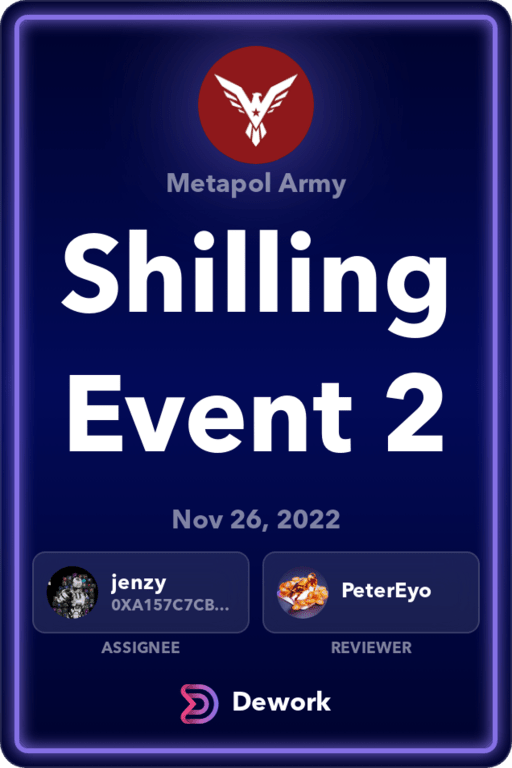 Metapol Army
Shilling
Event 2
Nov 26, 2022
jenzy
0XA157C7CB...
PeterEyo
ASSIGNEE
REVIEWER
Dework